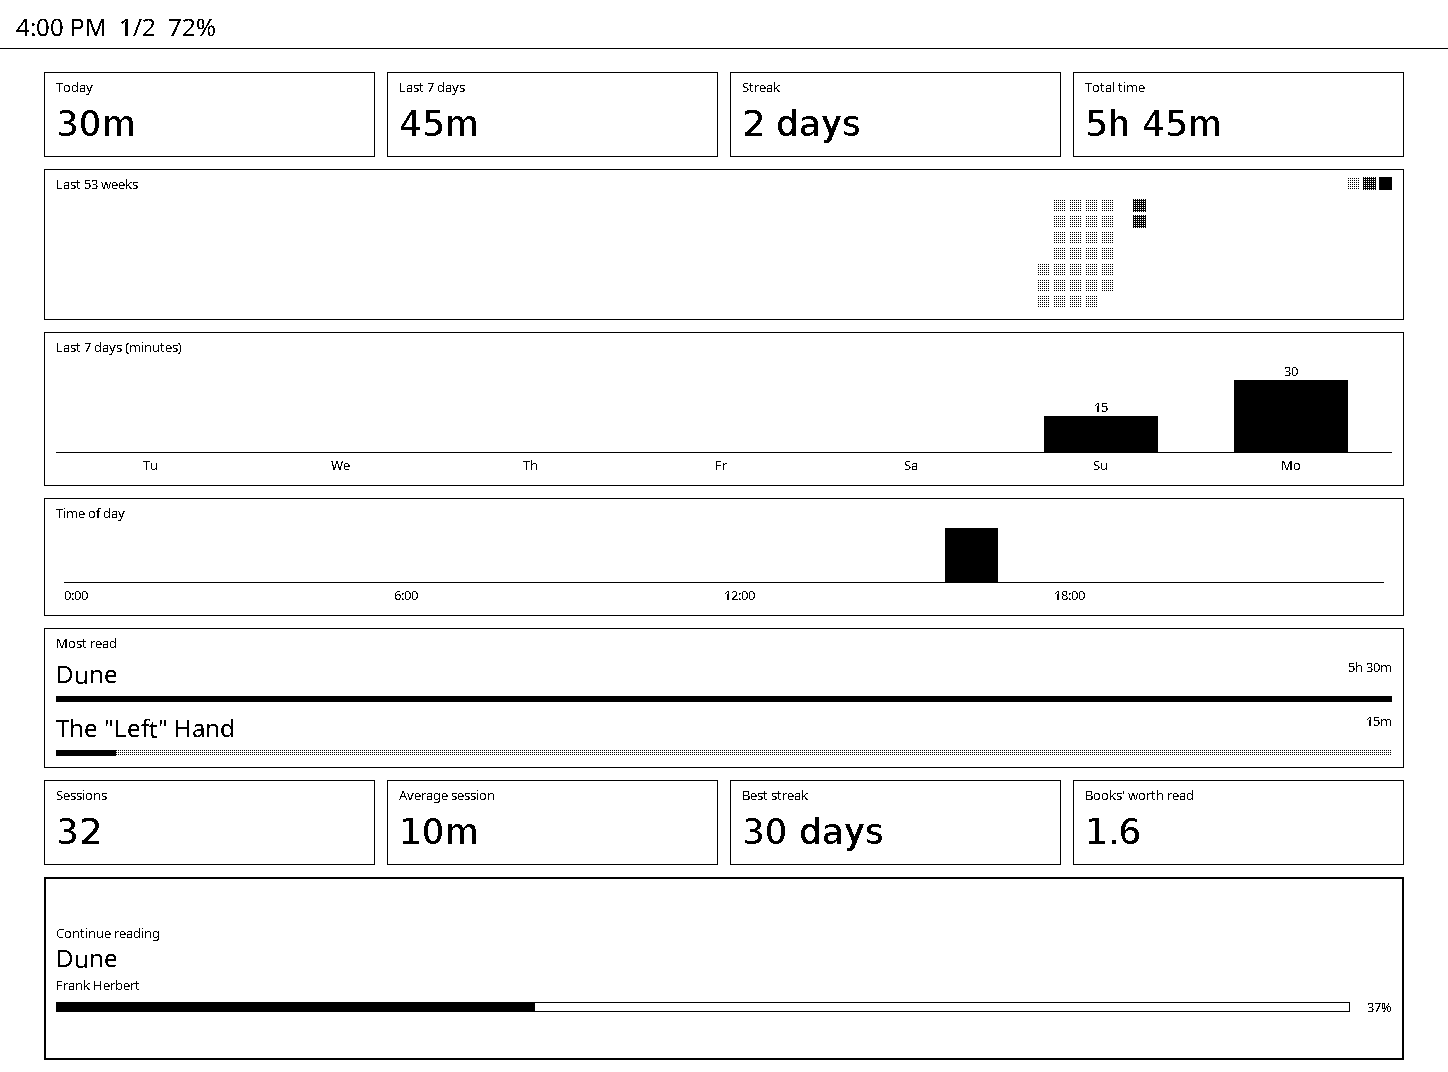 4:00 PM 1/2 72%
Today
30m
Last 7 days
45m
Streak
2 days
Total time
5h 45m
Last 53 weeks
Last 7 days (minutes)
15
30
Tu We Th Fr Sa Su Mo
Time of day
0:00 6:00 12:00 18:00
Most read
Dune 5h 30m
The "Left" Hand 15m
Sessions
32
Average session
10m
Best streak
30 days
Books' worth read
1.6
Continue reading
Dune
Frank Herbert
37%